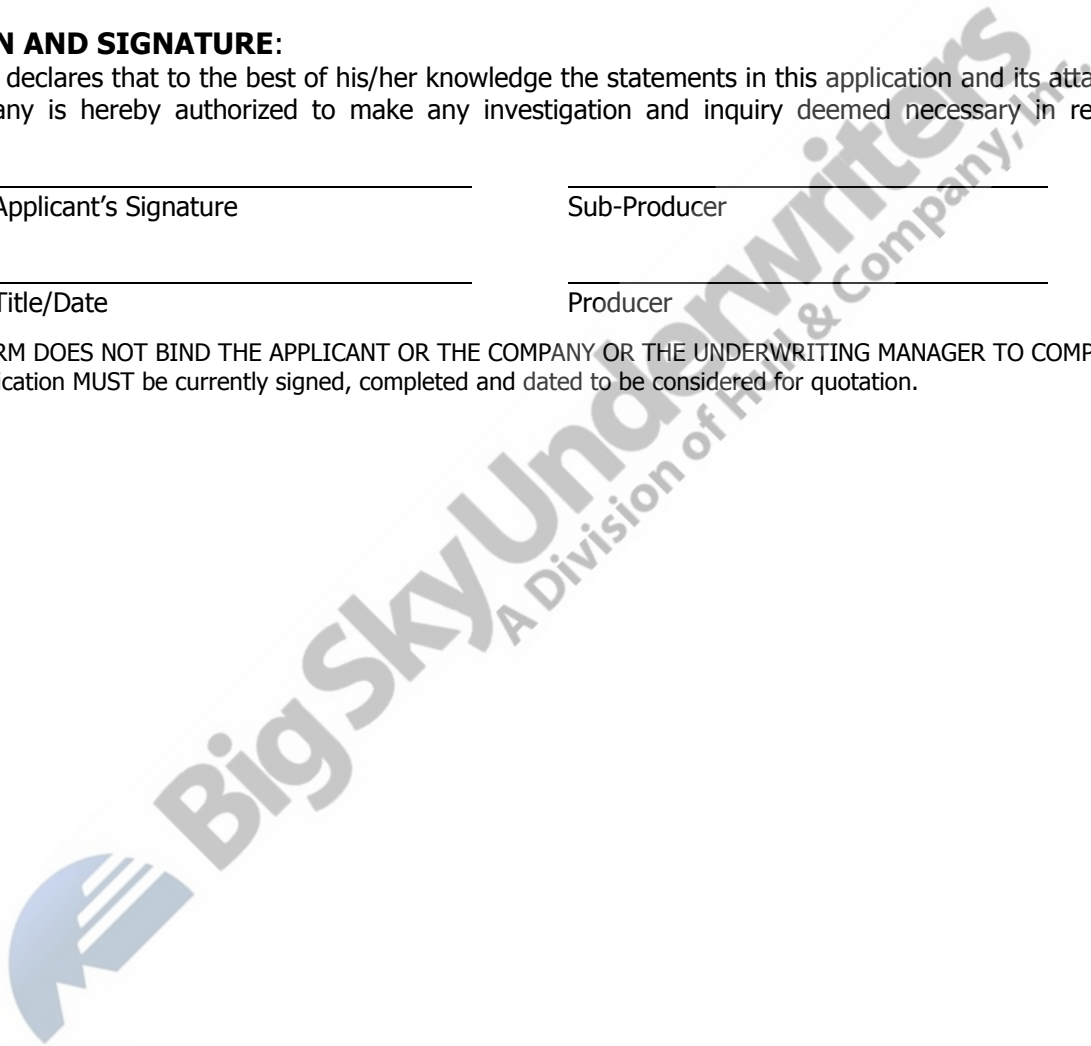 N AND SIGNATURE:
declares that to the best of his/her knowledge the statements in this application and its atta
any is hereby authorized to make any investigation and inquiry deemed necessary in re
Applicant’s Signature Sub-Producer
Title/Date Producer
RM DOES NOT BIND THE APPLICANT OR THE COMPANY OR THE UNDERWRITING MANAGER TO COMP
ication MUST be currently signed, completed and dated to be considered for quotation.
Big Sky Underwriters
A Division of Hull & Company, Inc.